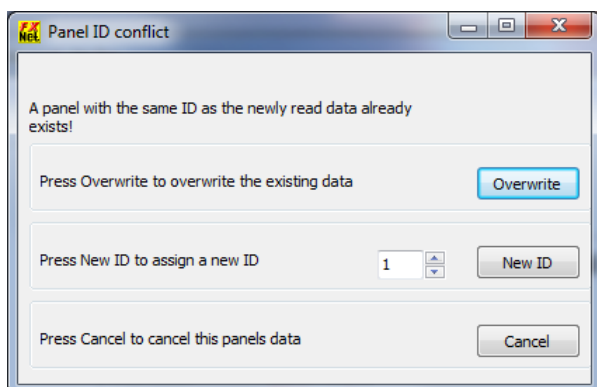 FX
Net
Panel ID conflict
A panel with the same ID as the newly read data already
exists!
Press Overwrite to overwrite the existing data
Overwrite
Press New ID to assign a new ID
1
New ID
Press Cancel to cancel this panels data
Cancel